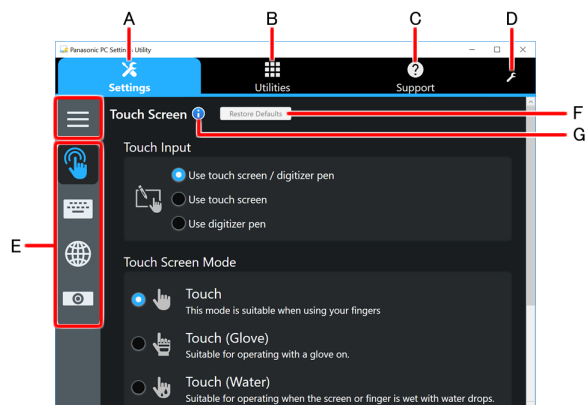 A B C D
Panasonic PC Settings Utility
Settings Utilities Support
Touch Screen Restore Defaults F
G
Touch Input
Use touch screen / digitizer pen
Use touch screen
Use digitizer pen
E
Touch Screen Mode
Touch
This mode is suitable when using your fingers
Touch (Glove)
Suitable for operating with a glove on.
Touch (Water)
Suitable for operating when the screen or finger is wet with water drops.